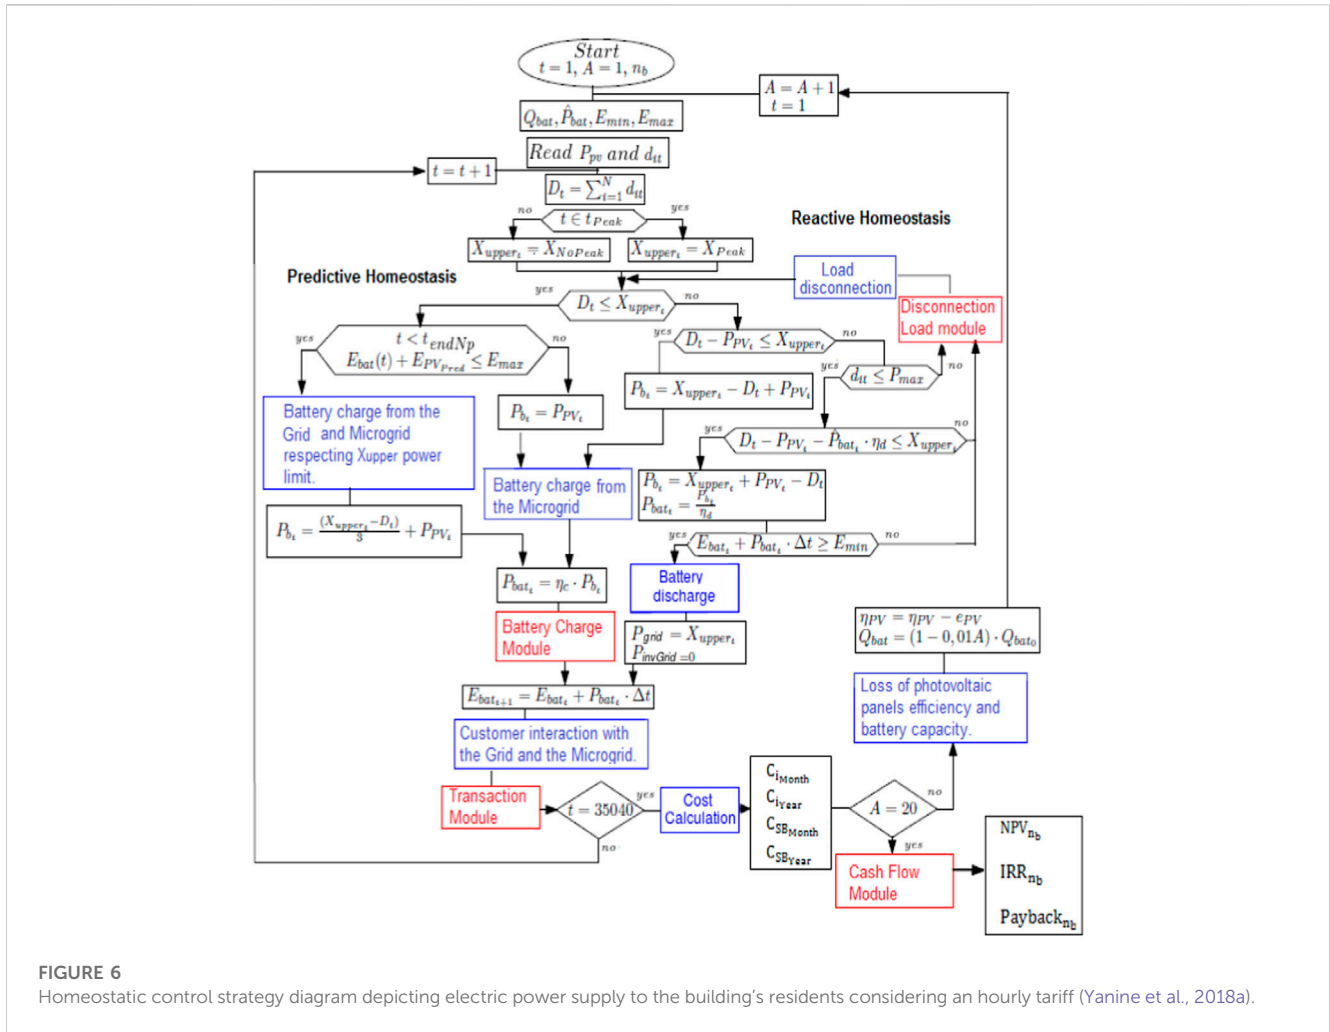 Start
t = 1, A = 1, n_b
A = A + 1
t = 1
Q_bat, P̂_bat, E_min, E_max
Read P_pv and d_it
t = t + 1
D_t = ∑_{i=1}^N d_it
no
t ∈ t_Peak
yes
Reactive Homeostasis
X_upper_t = X_NoPeak
X_upper_t = X_Peak
Predictive Homeostasis
Load
disconnection
yes
D_t ≤ X_upper_t
no
Disconnection
Load module
yes
t < t_endNp
E_bat(t) + E_PV_Pred ≤ E_max
no
yes
D_t − P_PV_t ≤ X_upper_t
no
yes
d_it ≤ P_max
no
P_b_t = X_upper_t − D_t + P_PV_t
Battery charge from the
Grid and Microgrid
respecting Xupper power
limit.
P_b_t = P_PV_t
yes
D_t − P_PV_t − P̂_bat_t · η_d ≤ X_upper_t
no
Battery charge from
the Microgrid
P_b_t = X_upper_t + P_PV_t − D_t
P_bat_t = P_b_t / η_d
P_b_t = (X_upper_t − D_t) / 3 + P_PV_t
yes
E_bat_t + P_bat_t · Δt ≥ E_min
no
P_bat_t = η_c · P_b_t
Battery
discharge
Battery Charge
Module
P_grid = X_upper_t
P_invGrid =0
η_PV = η_PV − e_PV
Q_bat = (1 − 0,01A) · Q_bat_0
E_bat_{t+1} = E_bat_t + P_bat_t · Δt
Loss of photovoltaic
panels efficiency and
battery capacity.
Customer interaction with
the Grid and the Microgrid.
Transaction
Module
t = 35040
yes
no
Cost
Calculation
C_i_Month
C_i_Year
C_SB_Month
C_SB_Year
A = 20
no
yes
Cash Flow
Module
NPV_n_b
IRR_n_b
Payback_n_b
FIGURE 6
Homeostatic control strategy diagram depicting electric power supply to the building's residents considering an hourly tariff (Yanine et al., 2018a).